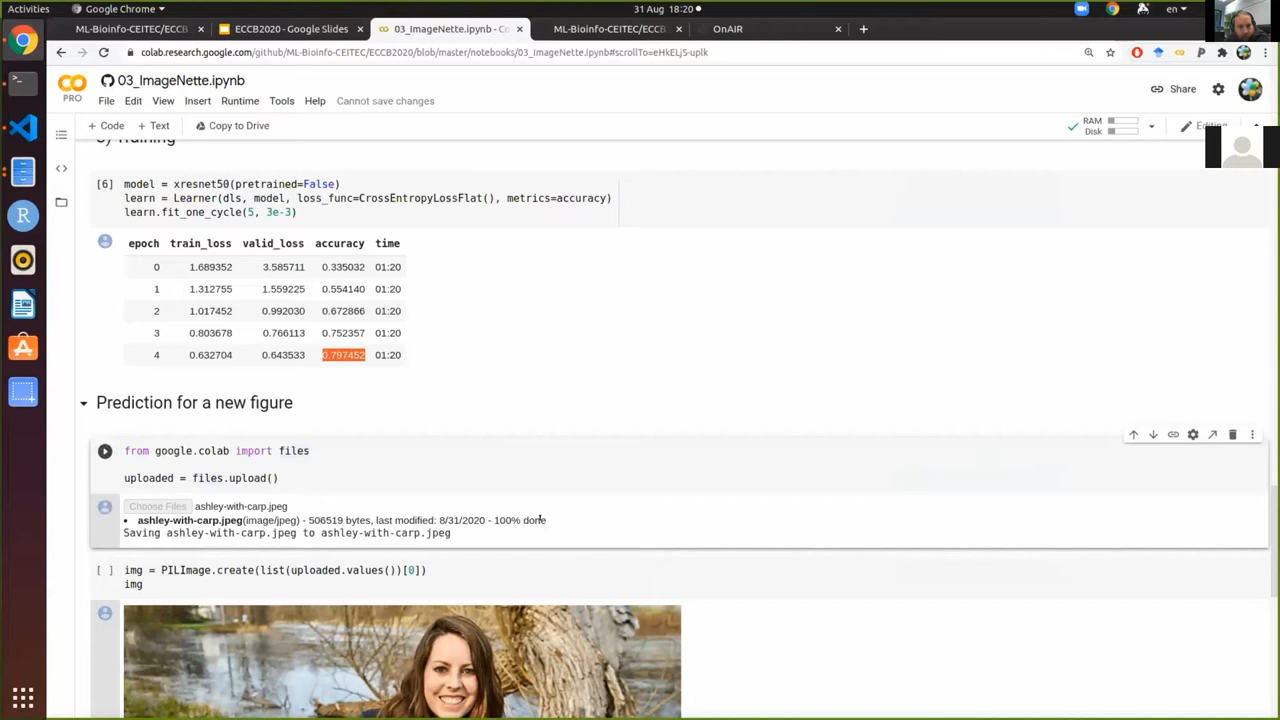 Activities
Google Chrome
31 Aug 18:20
en
ML-Bioinfo-CEITEC/ECCB
ECCB2020 - Google Slides
03_ImageNette.ipynb - Co
ML-Bioinfo-CEITEC/ECCB
OnAIR
colab.research.google.com/github/ML-Bioinfo-CEITEC/ECCB2020/blob/master/notebooks/03_ImageNette.ipynb#scrollTo=eHkELjS-uplk
PRO
03_ImageNette.ipynb
Share
File Edit View Insert Runtime Tools Help Cannot save changes
+ Code + Text Copy to Drive
RAM
Disk
Editing
Training
[6] model = xresnet50(pretrained=False)
learn = Learner(dls, model, loss_func=CrossEntropyLossFlat(), metrics=accuracy)
learn.fit_one_cycle(5, 3e-3)
epoch train_loss valid_loss accuracy time
0 1.689352 3.585711 0.335032 01:20
1 1.312755 1.559225 0.554140 01:20
2 1.017452 0.992030 0.672866 01:20
3 0.803678 0.766113 0.752357 01:20
4 0.632704 0.643533 0.797452 01:20
Prediction for a new figure
from google.colab import files
uploaded = files.upload()
Choose Files ashley-with-carp.jpeg
• ashley-with-carp.jpeg(image/jpeg) - 506519 bytes, last modified: 8/31/2020 - 100% done
Saving ashley-with-carp.jpeg to ashley-with-carp.jpeg
[ ] img = PILImage.create(list(uploaded.values())[0])
img